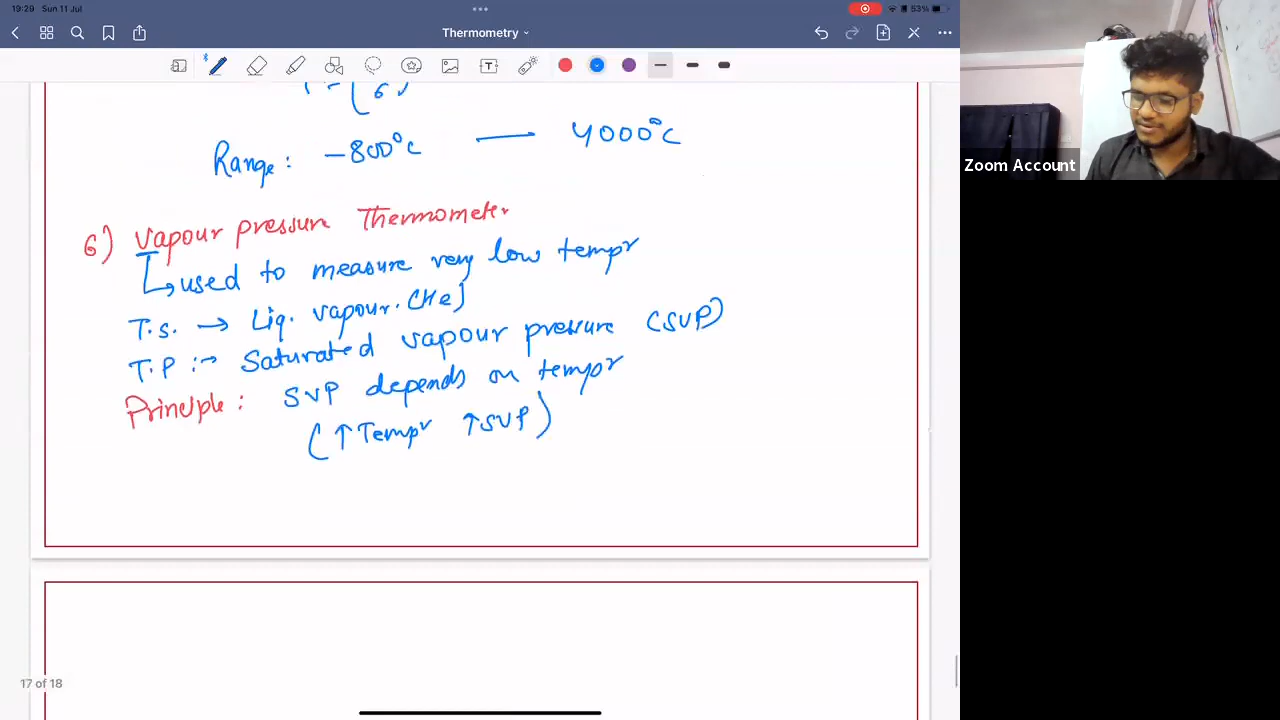 19:29 Sun 11 Jul
53%
Thermometry
T
6
Range: -800°C — 4000°C
6) Vapour pressure Thermometer
used to measure very low tempr
T.S. → Liq. vapour. (He)
T.P :→ Saturated vapour pressure (SVP)
Principle: SVP depends on tempr
(↑Tempr ↑SVP)
17 of 18
Zoom Account